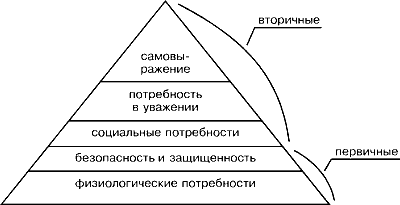 вторичные
самовы-
ражение
потребность
в уважении
социальные потребности
безопасность и защищенность
первичные
физиологические потребности